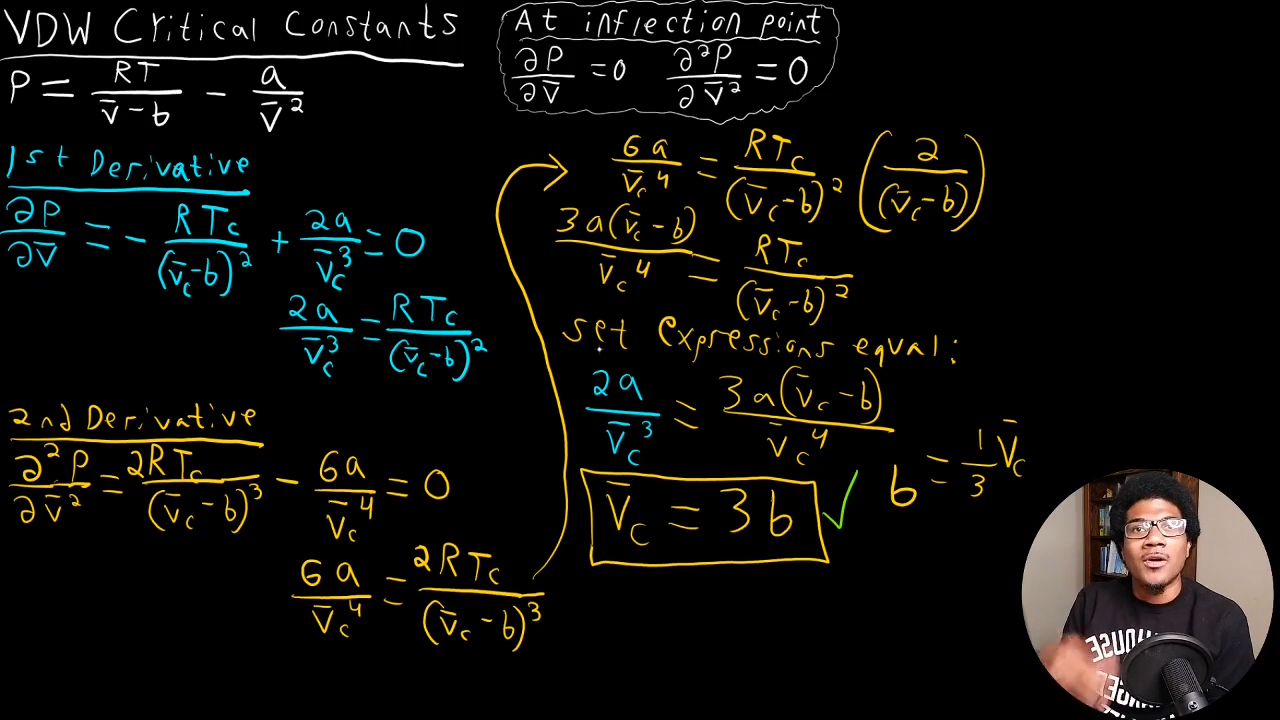 VDW Critical Constants
P = RT/(v̄ - b) - a/v̄²
At inflection point
∂P/∂v̄ = 0   ∂²P/∂v̄² = 0
1st Derivative
∂P/∂v̄ = - RTc/(v̄c - b)² + 2a/v̄c³ = 0
2a/v̄c³ = RTc/(v̄c - b)²
2nd Derivative
∂²P/∂v̄² = 2RTc/(v̄c - b)³ - 6a/v̄c⁴ = 0
6a/v̄c⁴ = 2RTc/(v̄c - b)³
6a/v̄c⁴ = RTc/(v̄c - b)² (2/(v̄c - b))
3a(v̄c - b)/v̄c⁴ = RTc/(v̄c - b)²
set expressions equal:
2a/v̄c³ = 3a(v̄c - b)/v̄c⁴
v̄c = 3b ✓
b = 1/3 v̄c